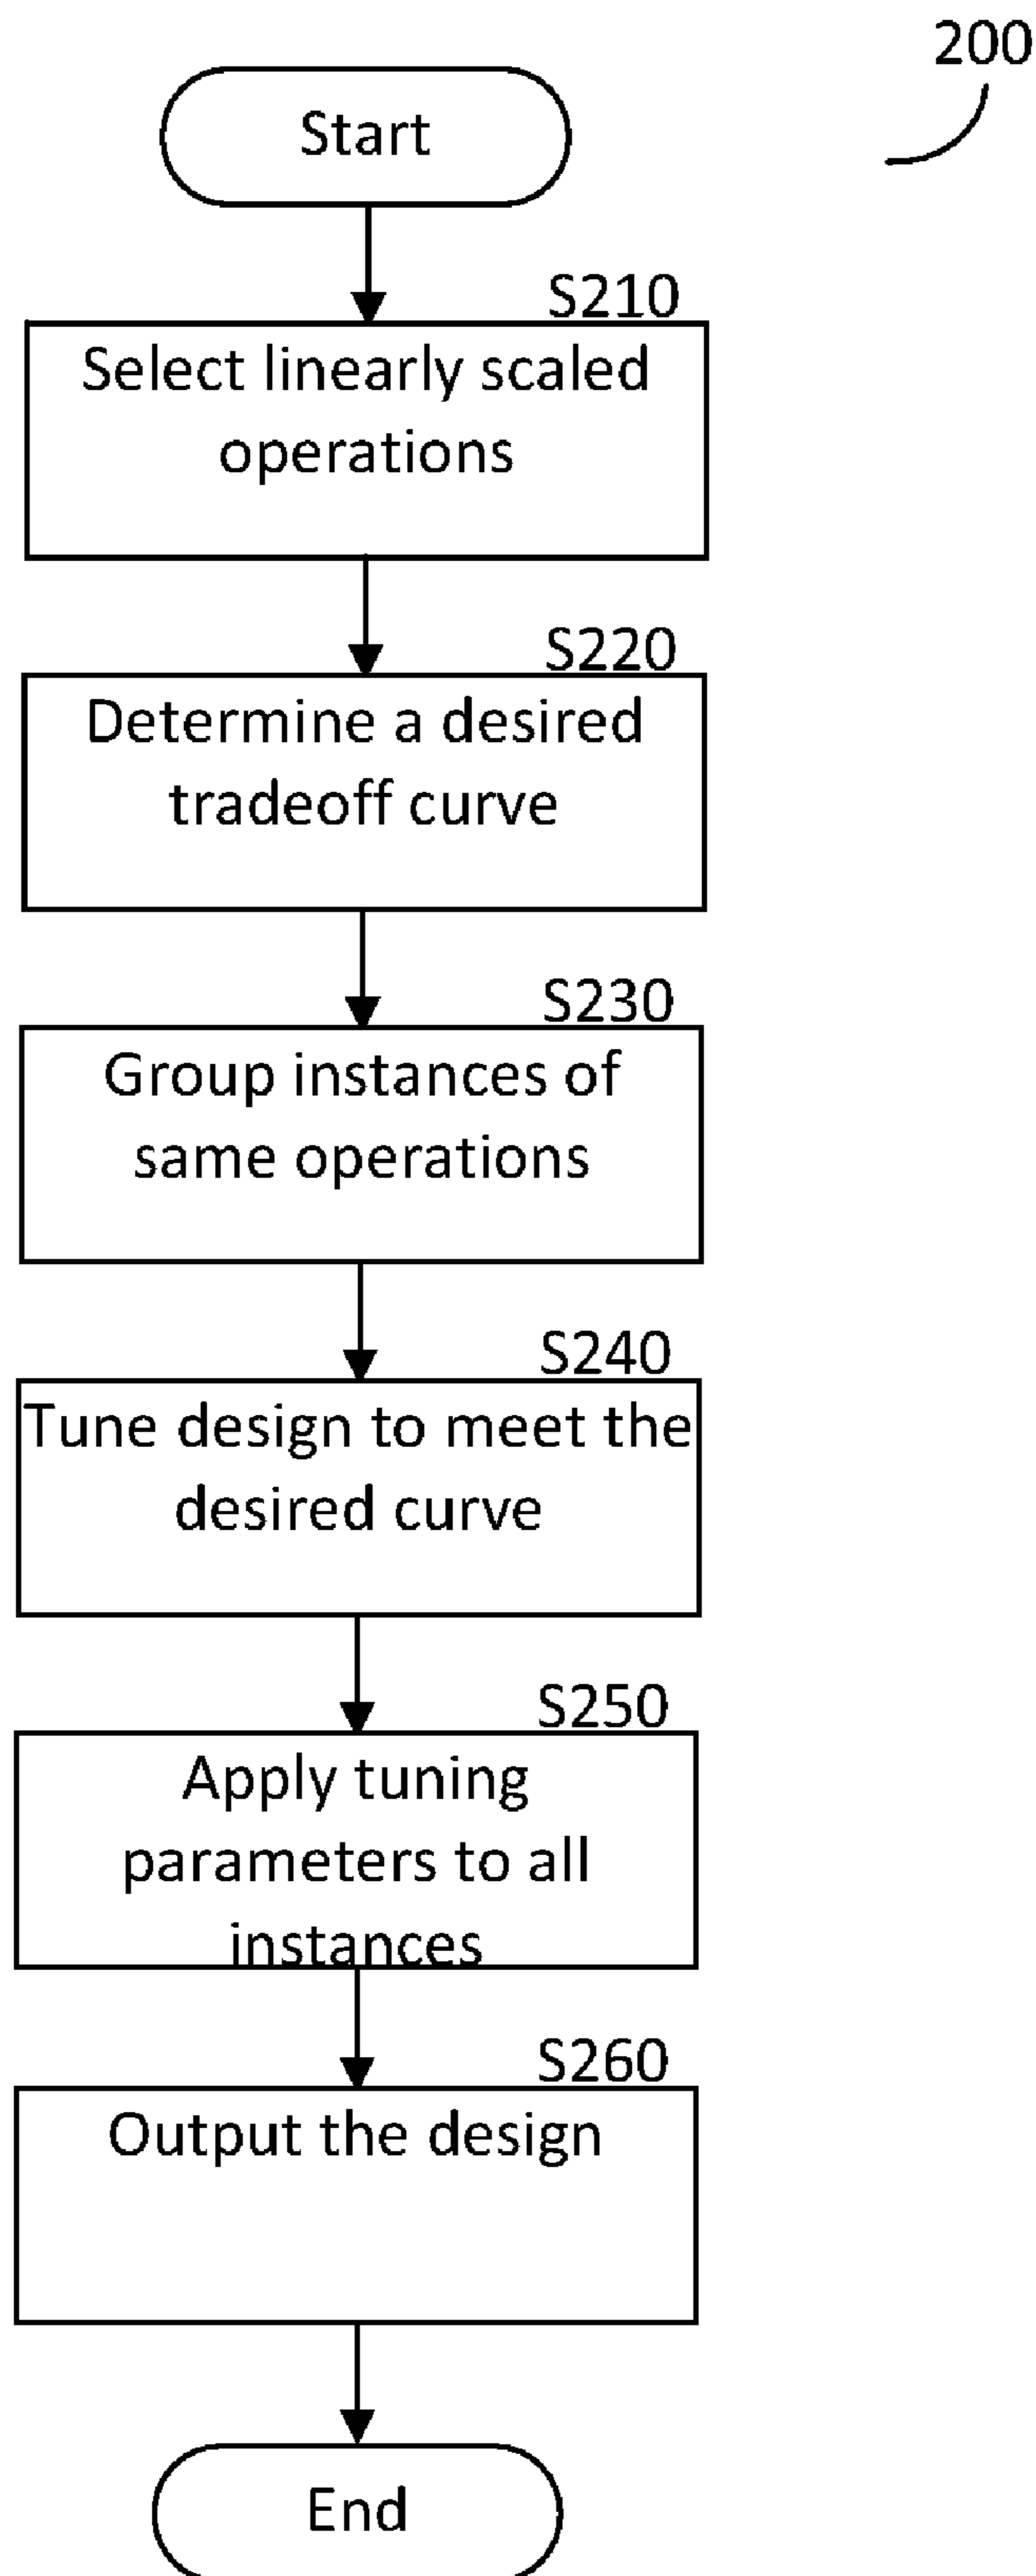 200
Start
S210
Select linearly scaled
operations
S220
Determine a desired
tradeoff curve
S230
Group instances of
same operations
S240
Tune design to meet the
desired curve
S250
Apply tuning
parameters to all
instances
S260
Output the design
End